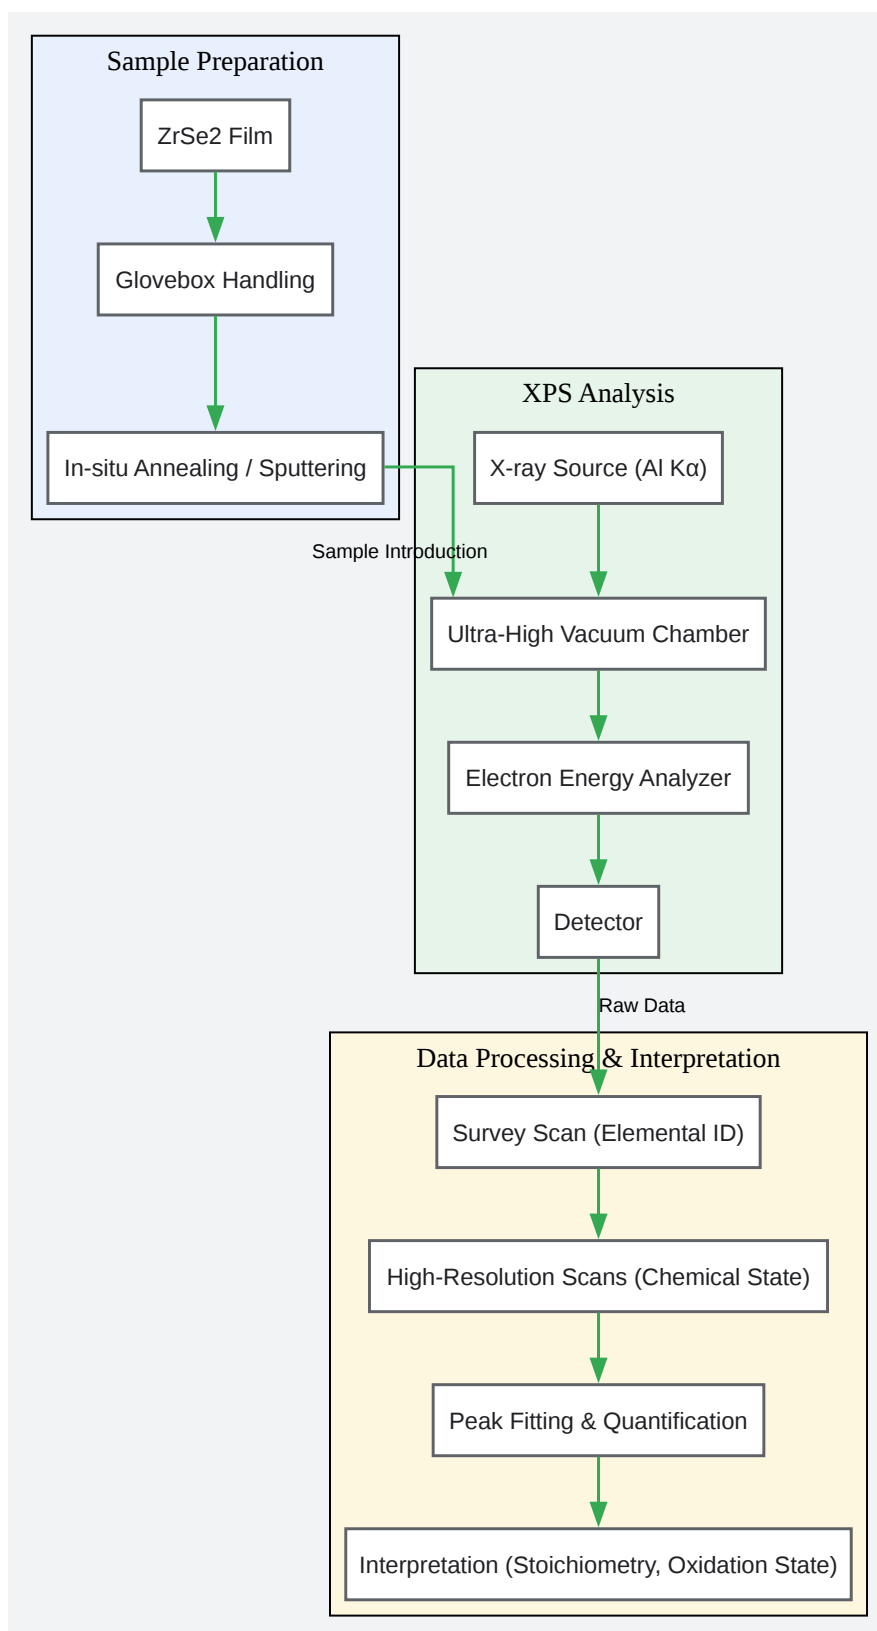 Sample Preparation
ZrSe2 Film
Glovebox Handling
In-situ Annealing / Sputtering
XPS Analysis
X-ray Source (Al Kα)
Sample Introduction
Ultra-High Vacuum Chamber
Electron Energy Analyzer
Detector
Raw Data
Data Processing & Interpretation
Survey Scan (Elemental ID)
High-Resolution Scans (Chemical State)
Peak Fitting & Quantification
Interpretation (Stoichiometry, Oxidation State)